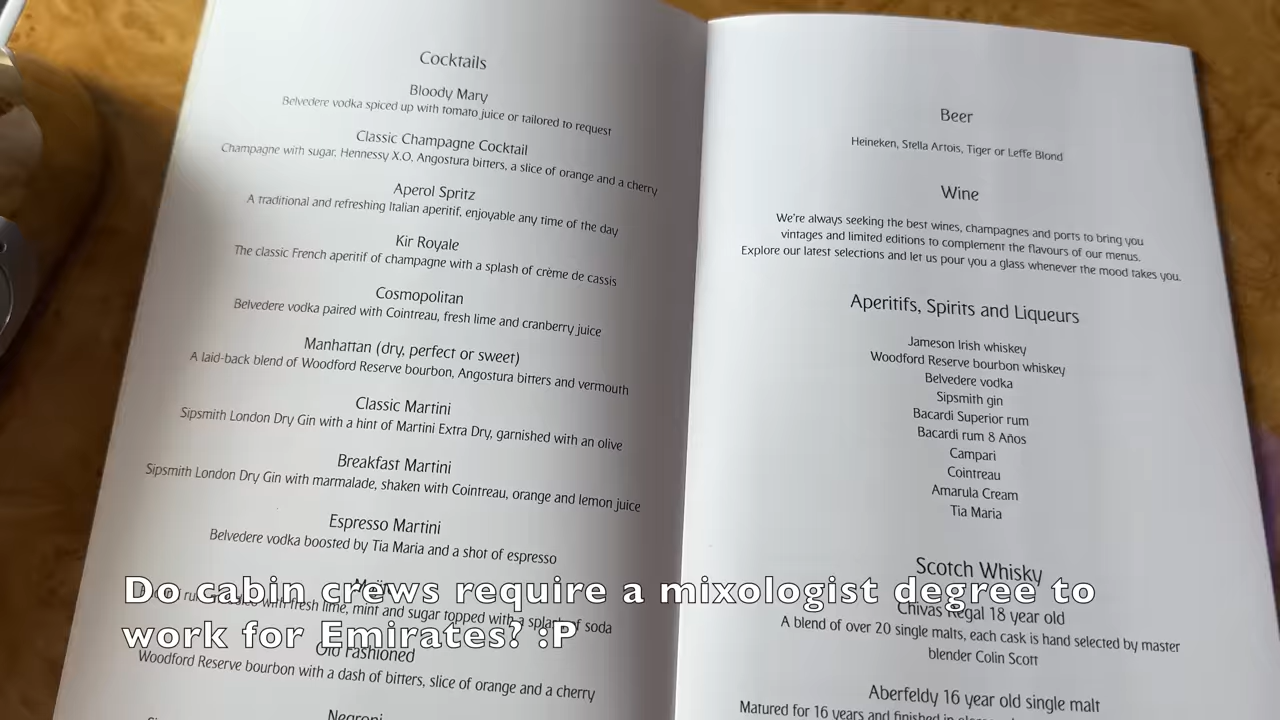 Cocktails
Bloody Mary
Belvedere vodka spiced up with tomato juice or tailored to request
Classic Champagne Cocktail
Champagne with sugar, Hennessy X.O, Angostura bitters, a slice of orange and a cherry
Aperol Spritz
A traditional and refreshing Italian aperitif, enjoyable any time of the day
Kir Royale
The classic French aperitif of champagne with a splash of crème de cassis
Cosmopolitan
Belvedere vodka paired with Cointreau, fresh lime and cranberry juice
Manhattan (dry, perfect or sweet)
A laid-back blend of Woodford Reserve bourbon, Angostura bitters and vermouth
Classic Martini
Sipsmith London Dry Gin with a hint of Martini Extra Dry, garnished with an olive
Breakfast Martini
Sipsmith London Dry Gin with marmalade, shaken with Cointreau, orange and lemon juice
Espresso Martini
Belvedere vodka boosted by Tia Maria and a shot of espresso
with fresh lime, mint and sugar topped with a splash of soda
Old Fashioned
Woodford Reserve bourbon with a dash of bitters, slice of orange and a cherry
Negroni
Beer
Heineken, Stella Artois, Tiger or Leffe Blond
Wine
We're always seeking the best wines, champagnes and ports to bring you
vintages and limited editions to complement the flavours of our menus.
Explore our latest selections and let us pour you a glass whenever the mood takes you.
Aperitifs, Spirits and Liqueurs
Jameson Irish whiskey
Woodford Reserve bourbon whiskey
Belvedere vodka
Sipsmith gin
Bacardi Superior rum
Bacardi rum 8 Años
Campari
Cointreau
Amarula Cream
Tia Maria
Scotch Whisky
Chivas Regal 18 year old
A blend of over 20 single malts, each cask is hand selected by master
blender Colin Scott
Aberfeldy 16 year old single malt
Matured for 16 years and finished in
Do cabin crews require a mixologist degree to
work for Emirates? :P